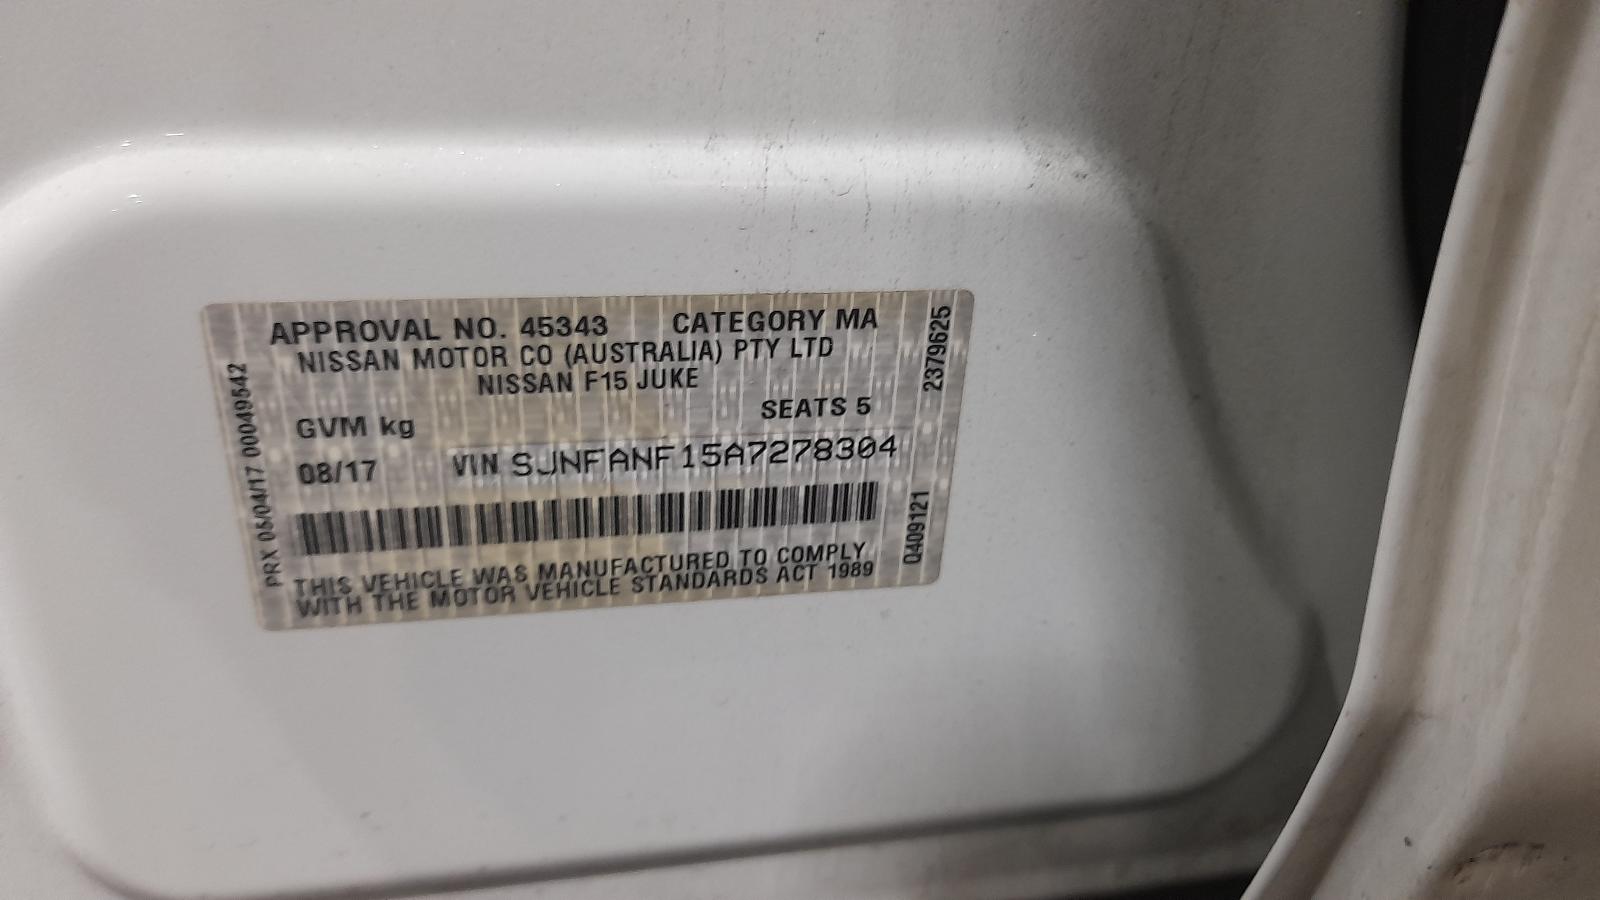 APPROVAL NO. 45343 CATEGORY MA
NISSAN MOTOR CO (AUSTRALIA) PTY LTD
NISSAN F15 JUKE
GVM kg SEATS 5
08/17 VIN SJNFANF15A7278304
THIS VEHICLE WAS MANUFACTURED TO COMPLY
WITH THE MOTOR VEHICLE STANDARDS ACT 1989
PRX 05/04/17 00049542
2379625
0409121